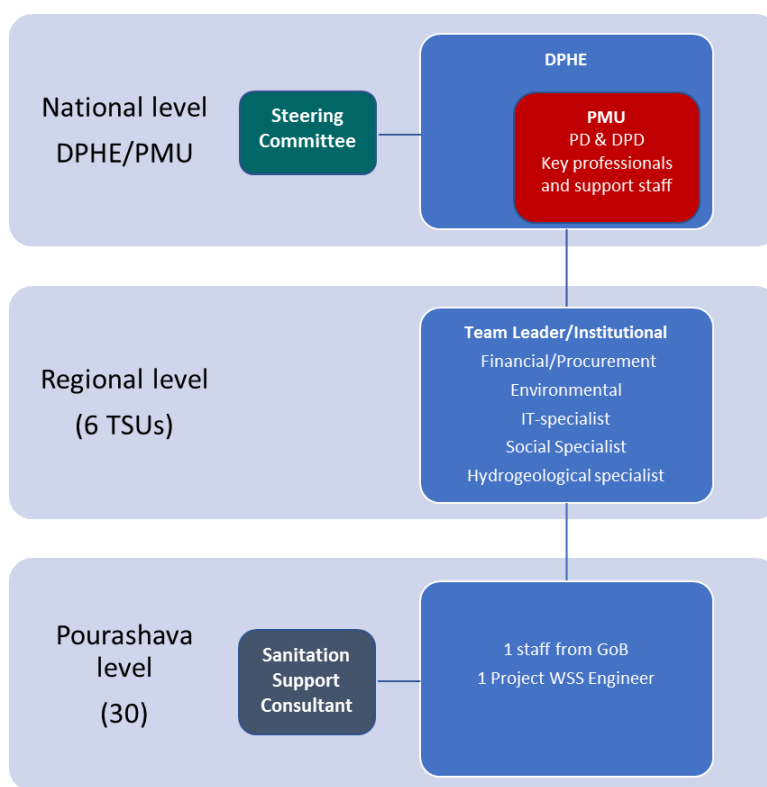 National level
DPHE/PMU
Steering
Committee
DPHE
PMU
PD & DPD
Key professionals
and support staff
Regional level
(6 TSUs)
Team Leader/Institutional
Financial/Procurement
Environmental
IT-specialist
Social Specialist
Hydrogeological specialist
Pourashava
level
(30)
Sanitation
Support
Consultant
1 staff from GoB
1 Project WSS Engineer